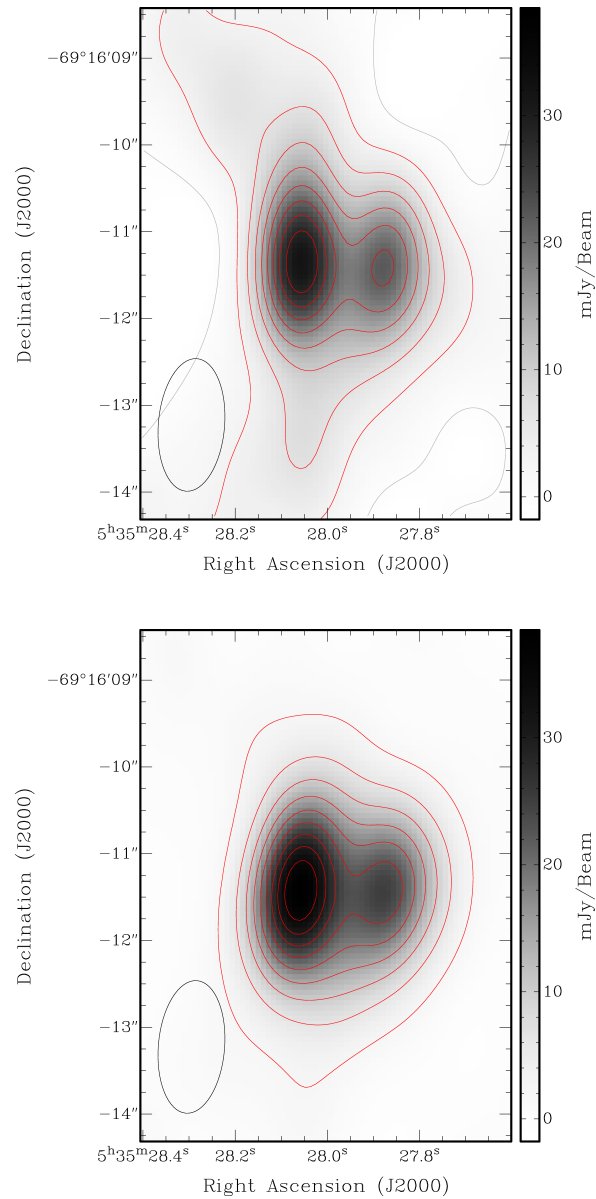 −69°16′09″
−10″
−11″
−12″
−13″
−14″
Declination (J2000)
5ʰ35ᵐ28.4ˢ 28.2ˢ 28.0ˢ 27.8ˢ
Right Ascension (J2000)
30
20
10
0
mJy/Beam
−69°16′09″
−10″
−11″
−12″
−13″
−14″
Declination (J2000)
5ʰ35ᵐ28.4ˢ 28.2ˢ 28.0ˢ 27.8ˢ
Right Ascension (J2000)
30
20
10
0
mJy/Beam